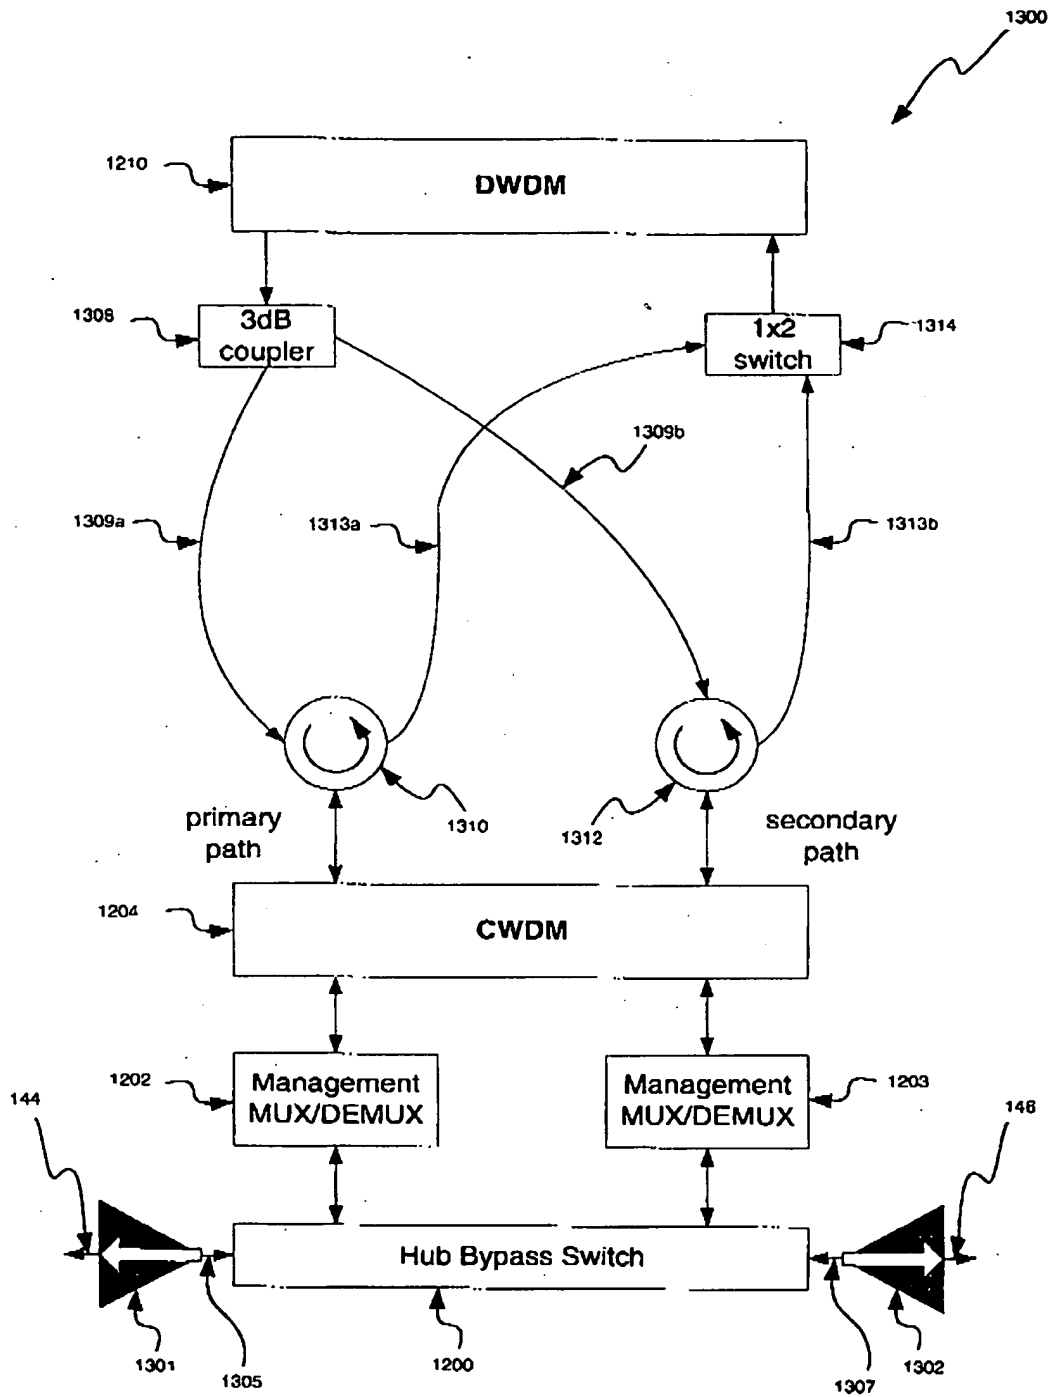 1300
1210
DWDM
1308
3dB
coupler
1x2
switch
1314
1309b
1309a
1313a
1313b
primary
path
1310
1312
secondary
path
1204
CWDM
1202
Management
MUX/DEMUX
Management
MUX/DEMUX
1203
144
146
Hub Bypass Switch
1301
1305
1200
1307
1302